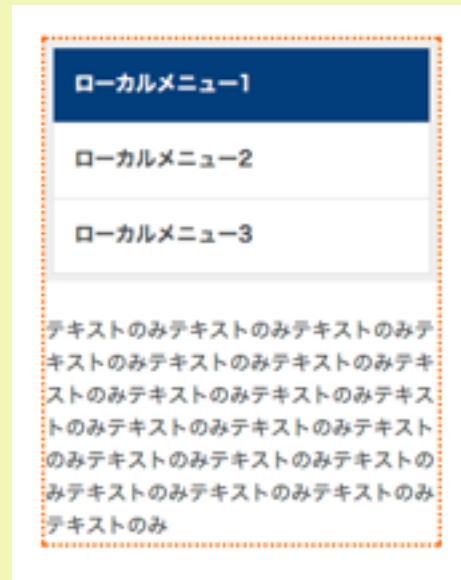 ローカルメニュー1
ローカルメニュー2
ローカルメニュー3
テキストのみテキストのみテキストのみテ
キストのみテキストのみテキストのみテキ
ストのみテキストのみテキストのみテキス
トのみテキストのみテキストのみテキスト
のみテキストのみテキストのみテキストの
みテキストのみテキストのみテキストのみ
テキストのみ